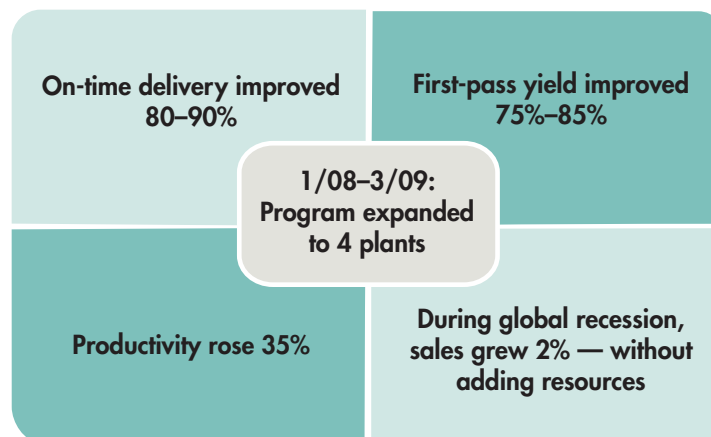 On-time delivery improved
80–90%
First-pass yield improved
75%–85%
1/08–3/09:
Program expanded
to 4 plants
Productivity rose 35%
During global recession,
sales grew 2% — without
adding resources